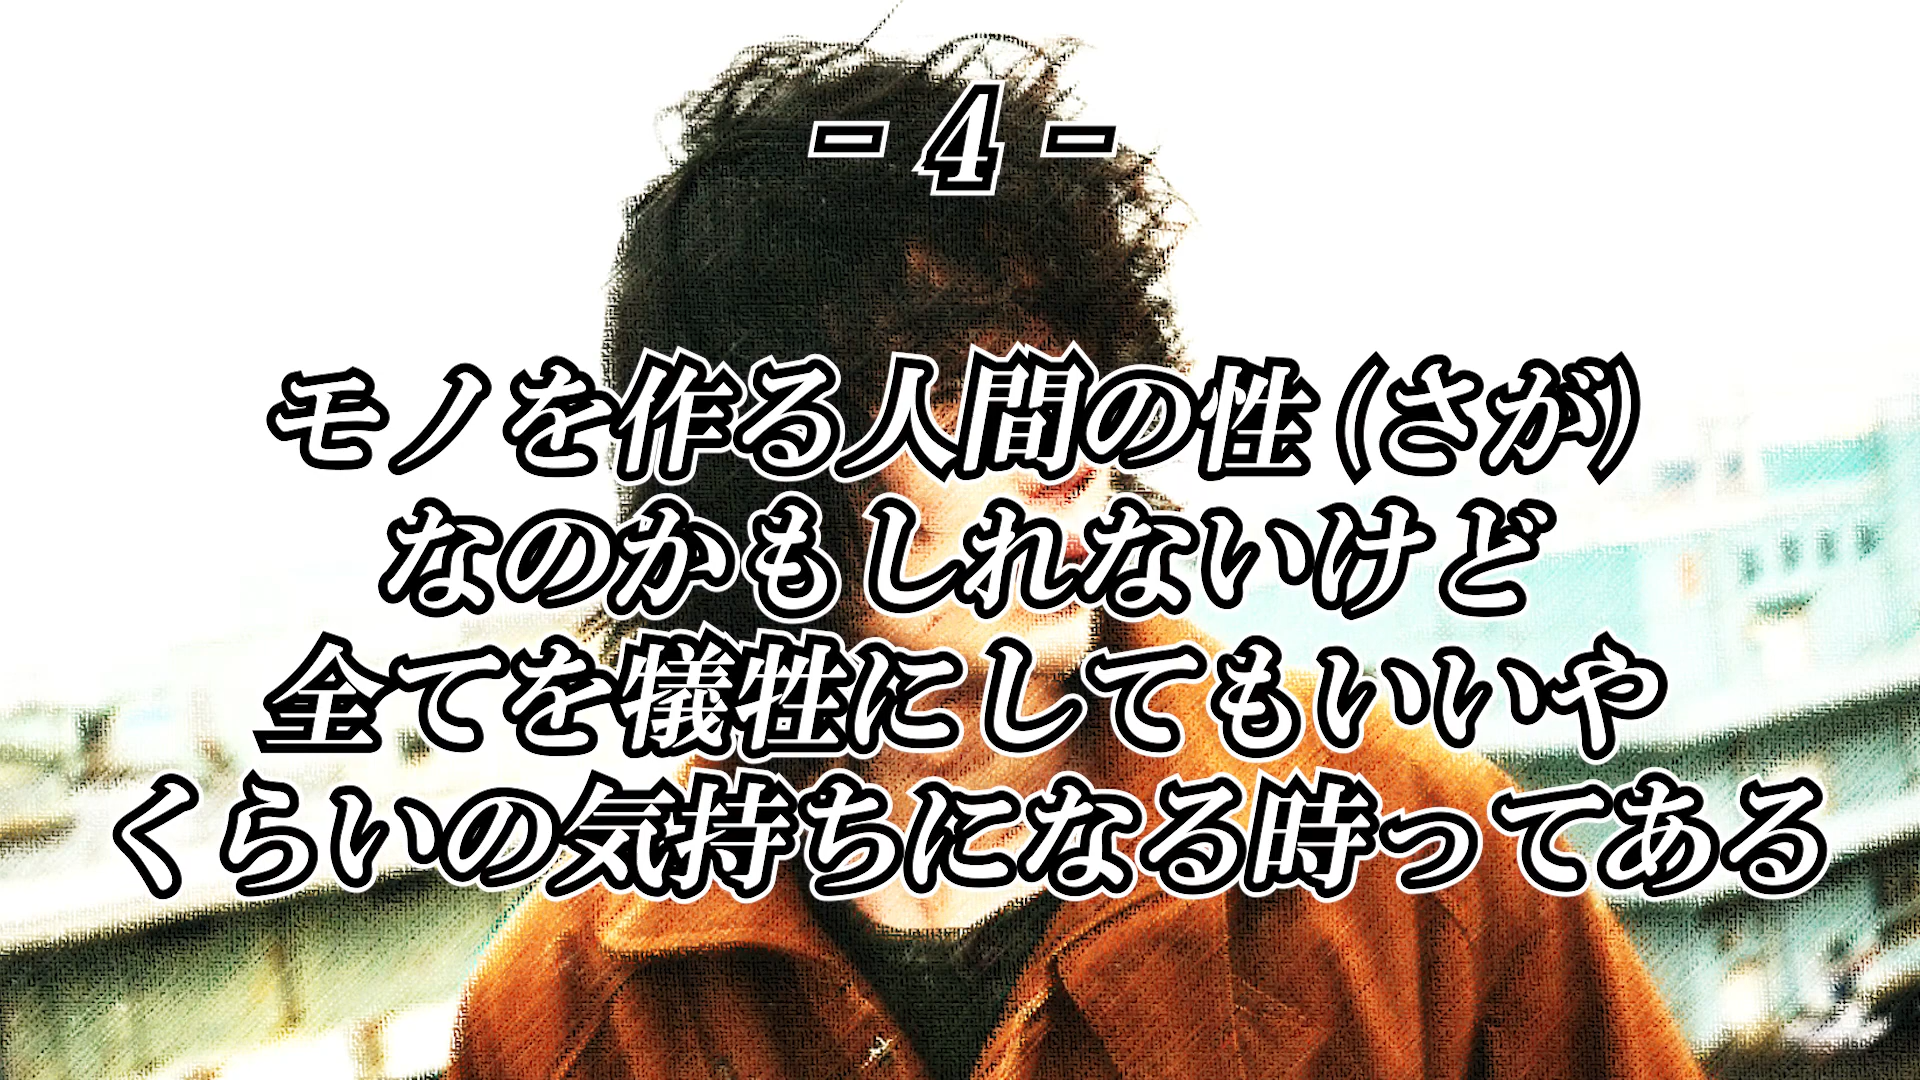 - 4 -
モノを作る人間の性(さが)
なのかもしれないけど
全てを犠牲にしてもいいや
くらいの気持ちになる時ってある